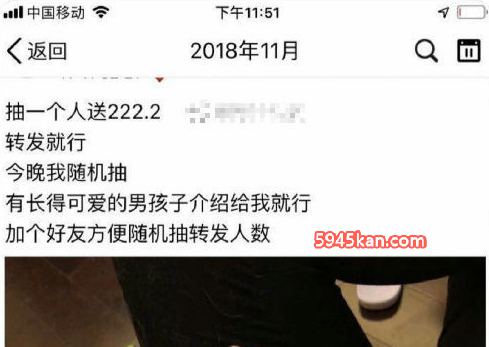 中国移动
下午11:51
返回
2018年11月
抽一个人送222.2
转发就行
今晚我随机抽
有长得可爱的男孩子介绍给我就行
加个好友方便随机抽转发人数
5945kan.com